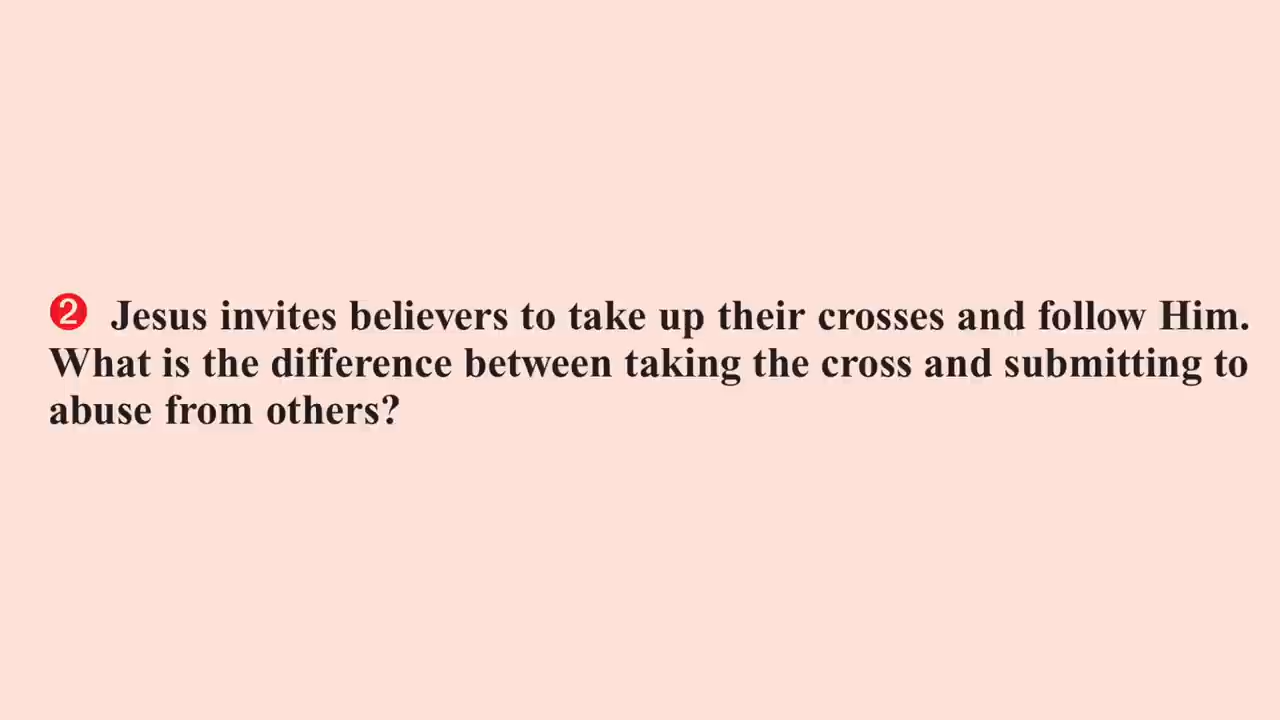 ❷ Jesus invites believers to take up their crosses and follow Him.
What is the difference between taking the cross and submitting to
abuse from others?